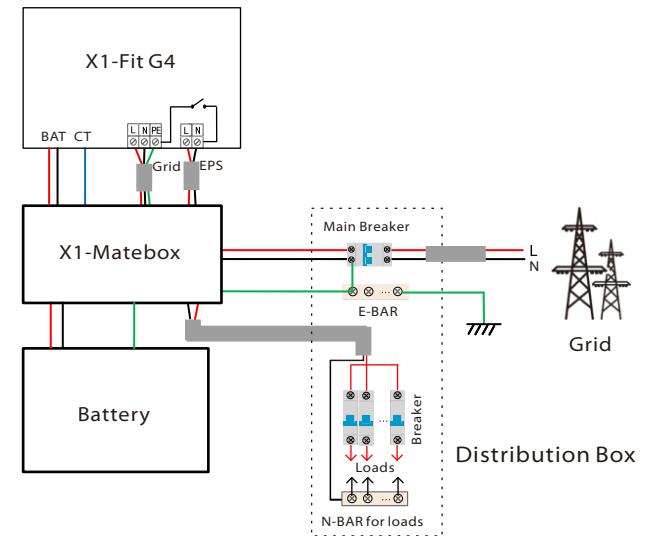 X1-Fit G4
BAT CT
L N PE
L N
Grid
EPS
Main Breaker
X1-Matebox
L
N
E-BAR
Grid
Battery
Breaker
Loads
Distribution Box
N-BAR for loads